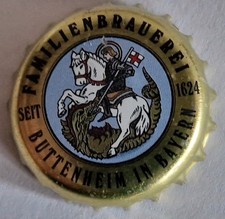 FAMILIENBRAUEREI
SEIT 1624
BUTTENHEIM IN BAYERN